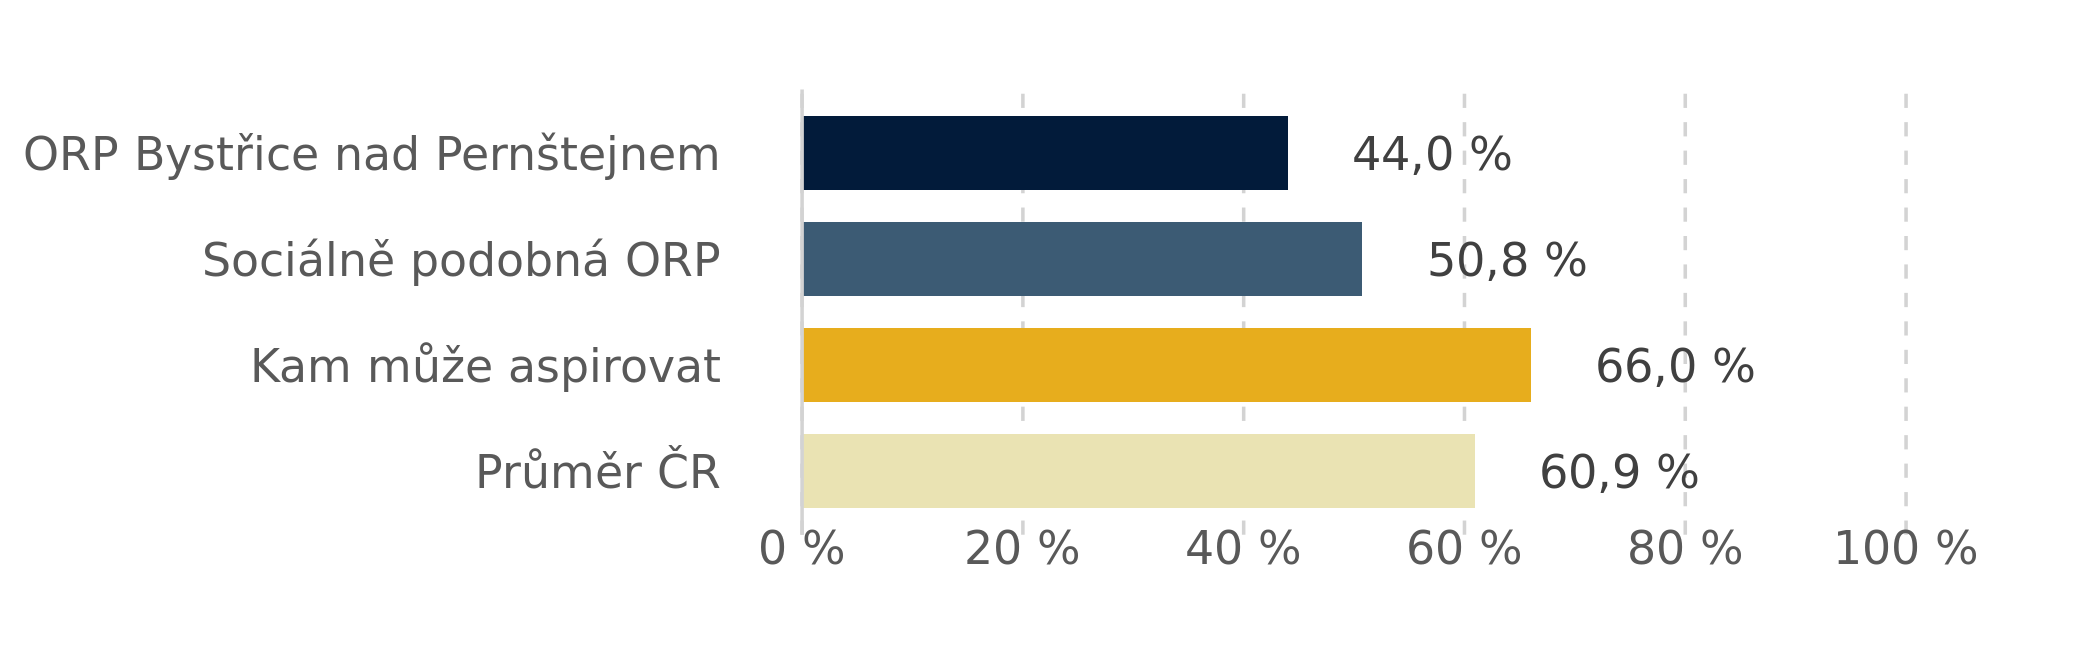 ORP Bystřice nad Pernštejnem 44,0 %
Sociálně podobná ORP 50,8 %
Kam může aspirovat 66,0 %
Průměr ČR 60,9 %
0 % 20 % 40 % 60 % 80 % 100 %